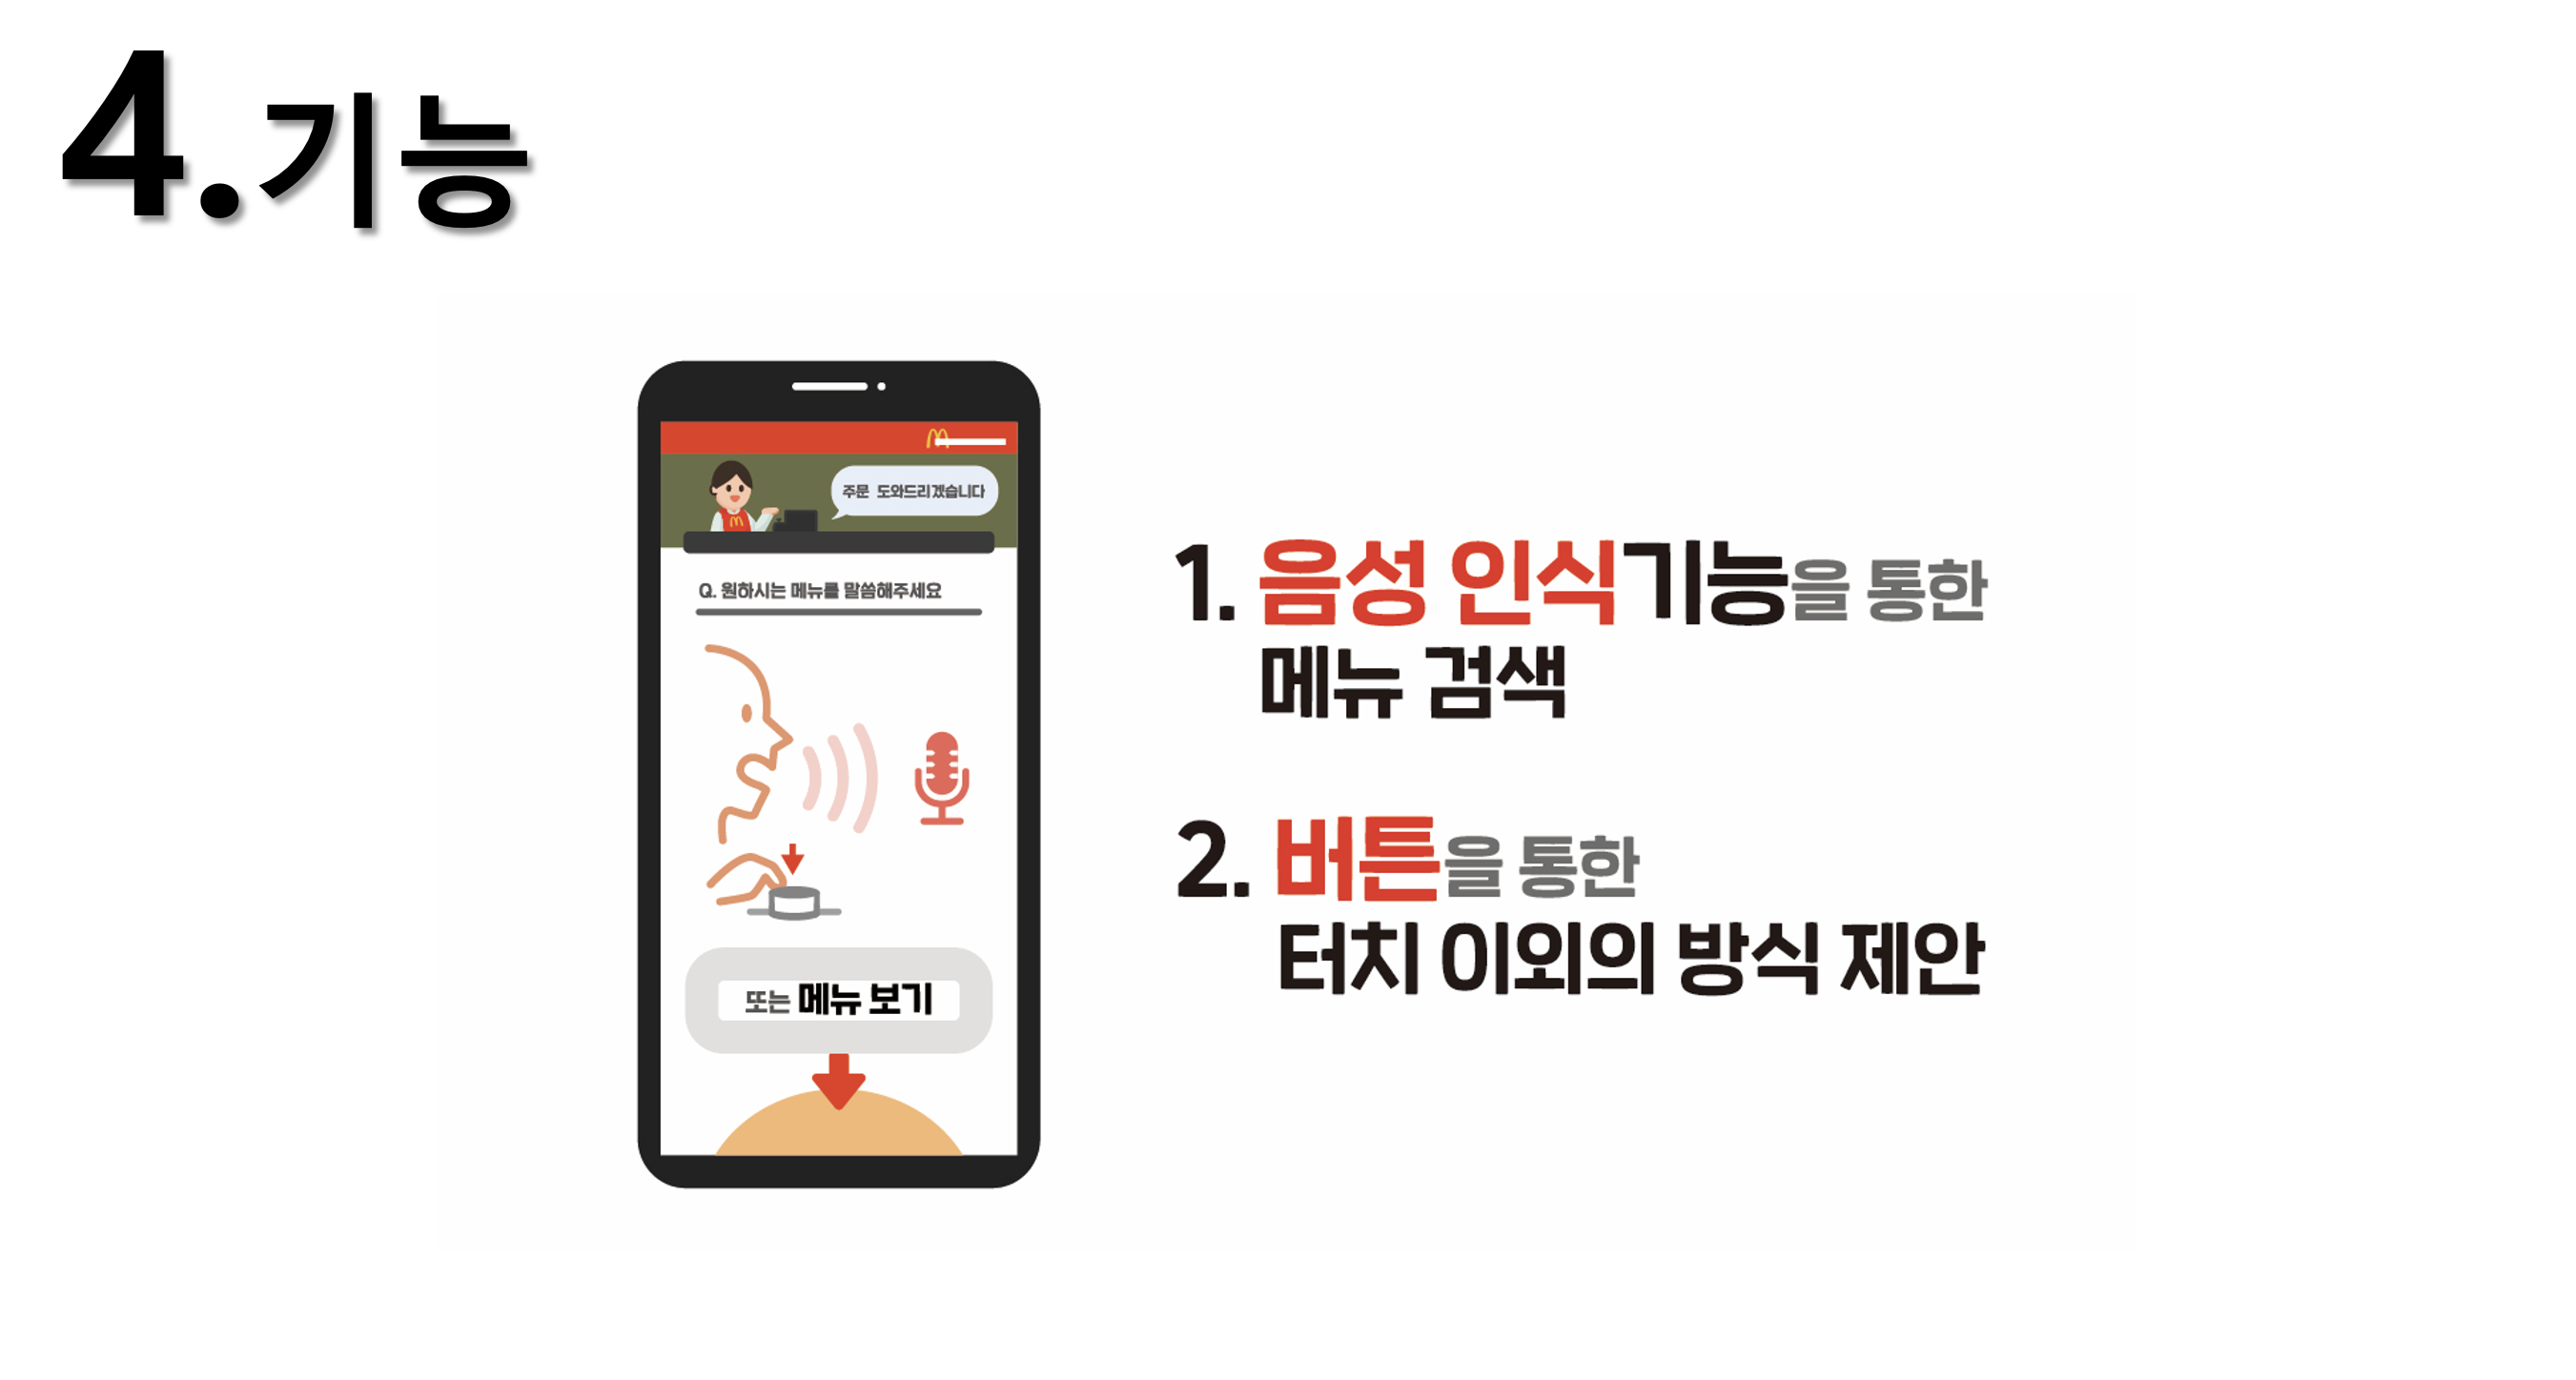 4.기능
주문 도와드리겠습니다
Q. 원하시는 메뉴를 말씀해주세요
또는 메뉴 보기
1. 음성 인식기능을 통한
메뉴 검색
2. 버튼을 통한
터치 이외의 방식 제안